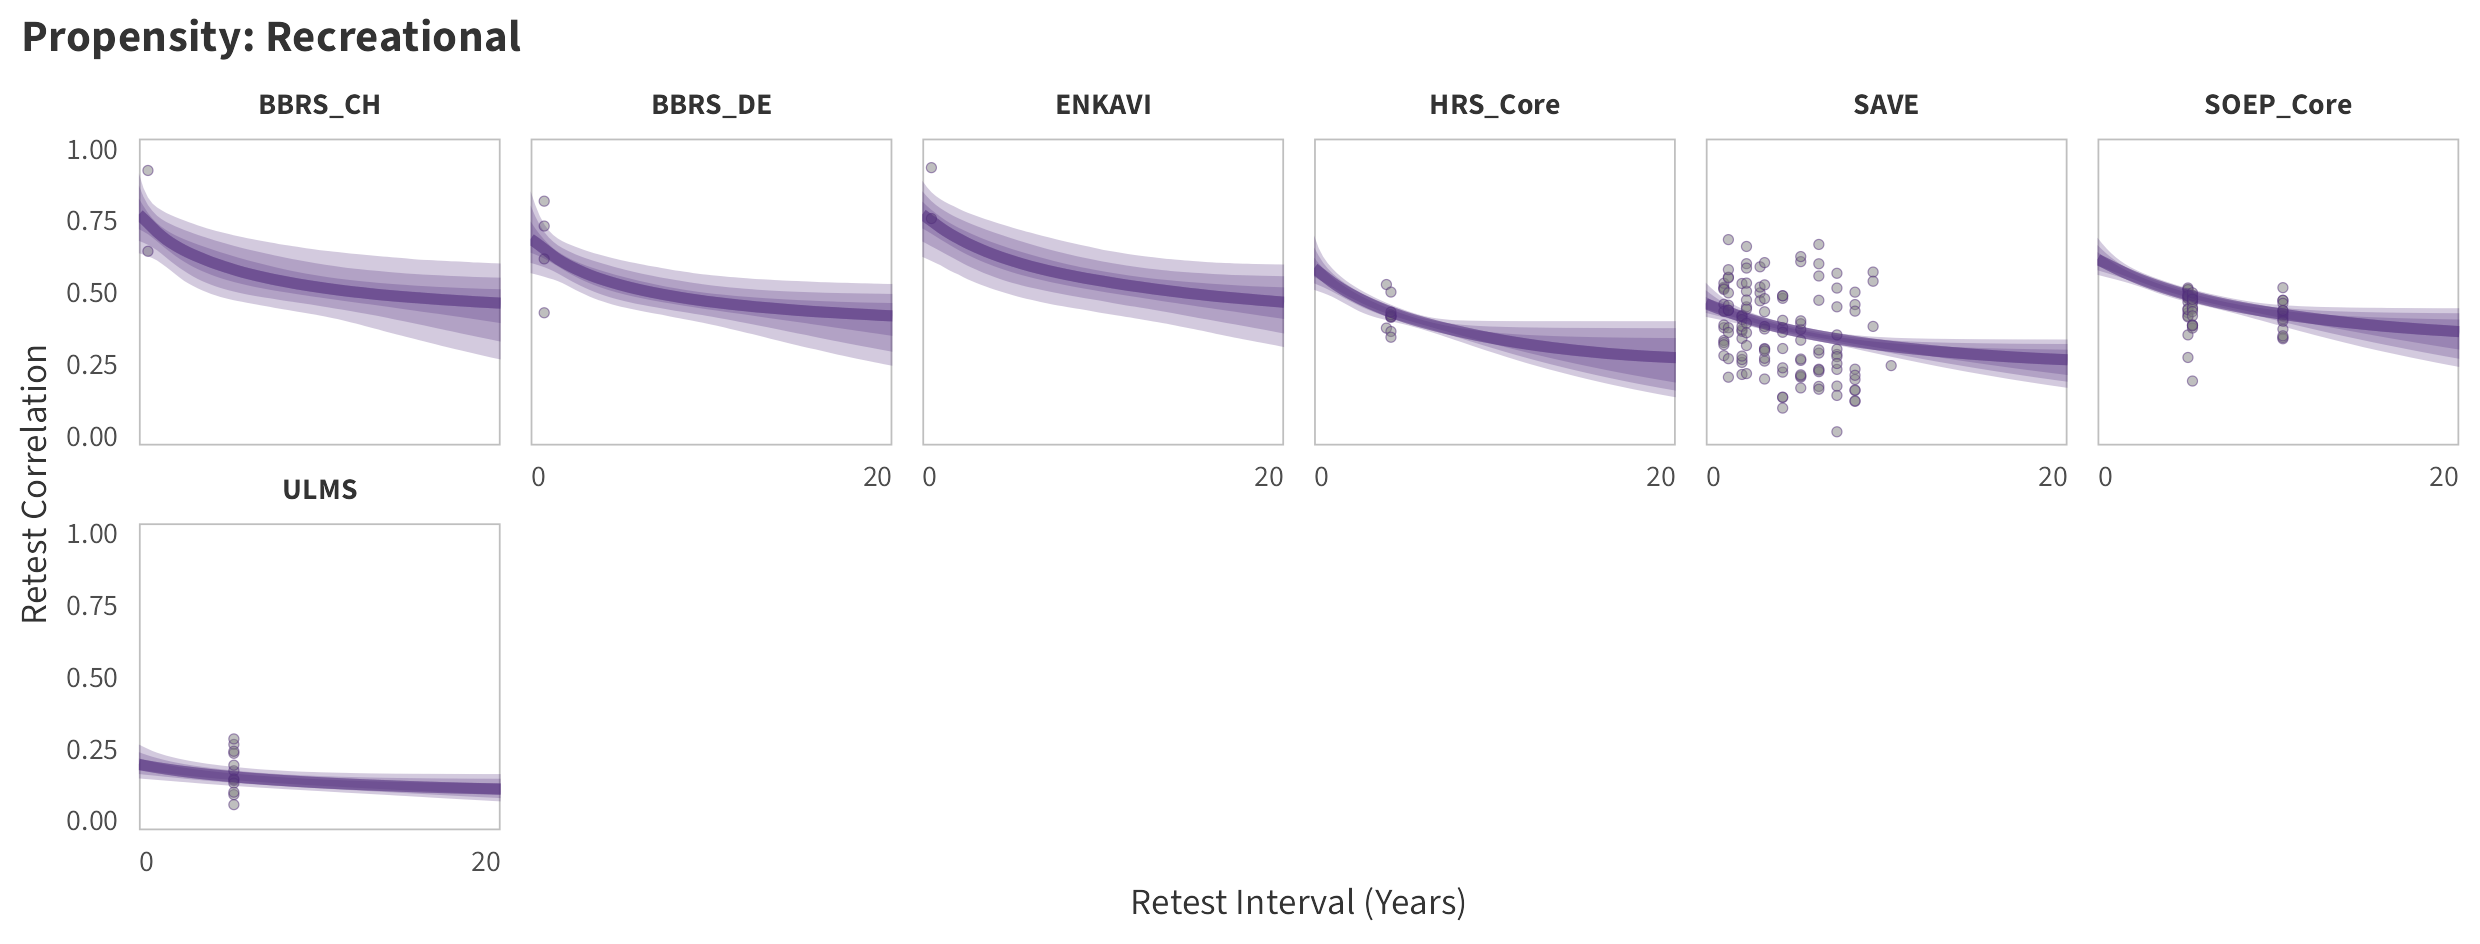 Propensity: Recreational
BBRS_CH BBRS_DE ENKAVI HRS_Core SAVE SOEP_Core
1.00
0.75
0.50
0.25
0.00
0 20 0 20 0 20 0 20 0 20
ULMS
1.00
0.75
0.50
0.25
0.00
0 20
Retest Correlation
Retest Interval (Years)